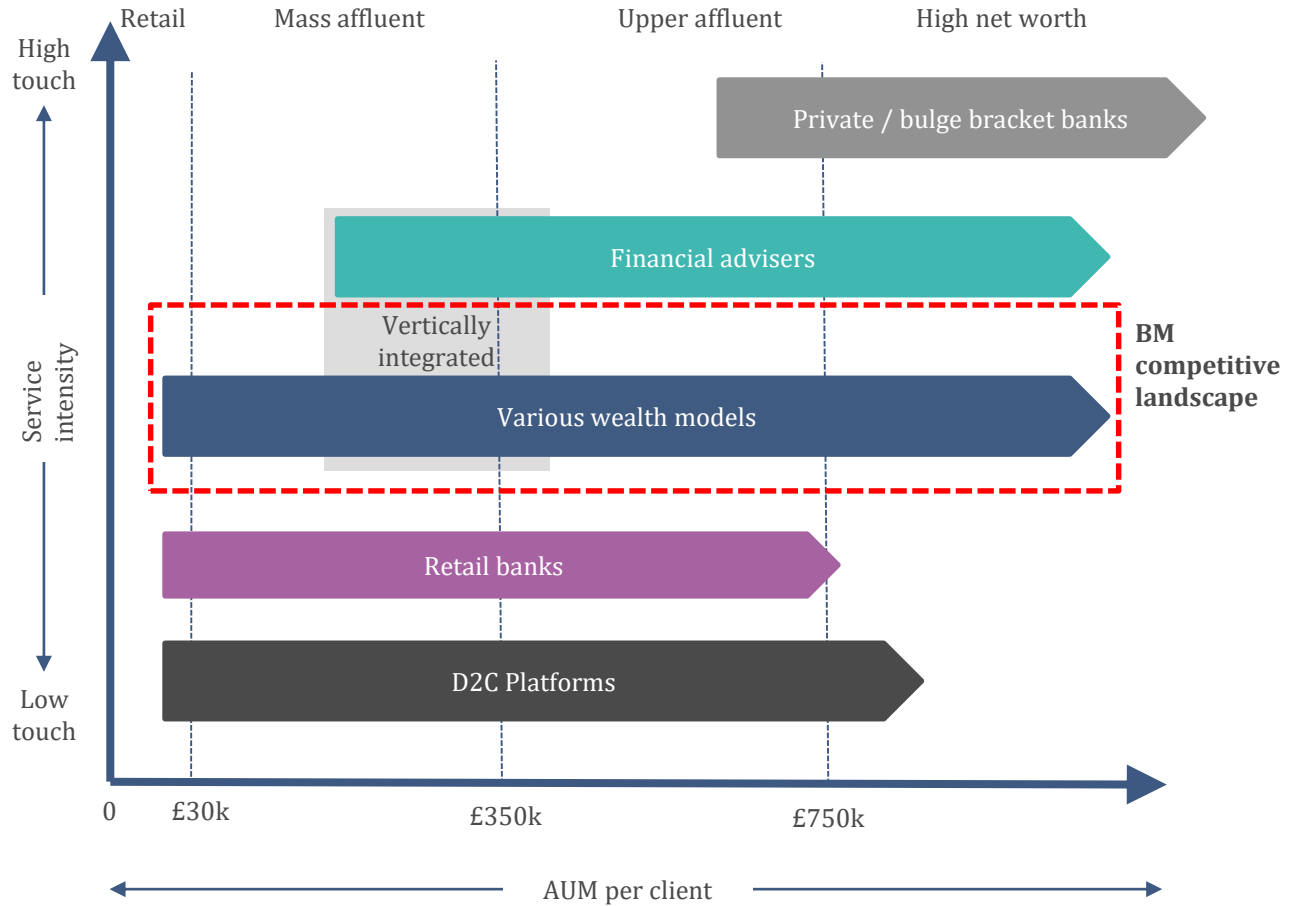 Retail
Mass affluent
Upper affluent
High net worth
High
touch
Private / bulge bracket banks
Financial advisers
Vertically
integrated
BM
competitive
landscape
Service
intensity
Various wealth models
Retail banks
D2C Platforms
Low
touch
0
£30k
£350k
£750k
AUM per client